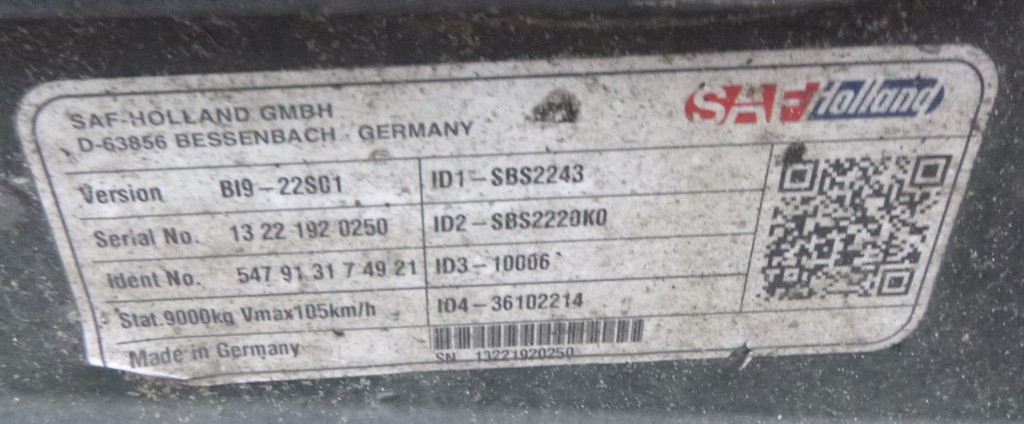 SAF-HOLLAND GMBH
D-63856 BESSENBACH · GERMANY
SAF Holland
Version BI9-22S01
ID1-SBS2243
Serial No. 13 22 192 0250
ID2-SBS2220K0
Ident No. 547 91 31 7 49 21
ID3-10006
Stat.9000kg Vmax105km/h
ID4-36102214
Made in Germany
SN 13221920250